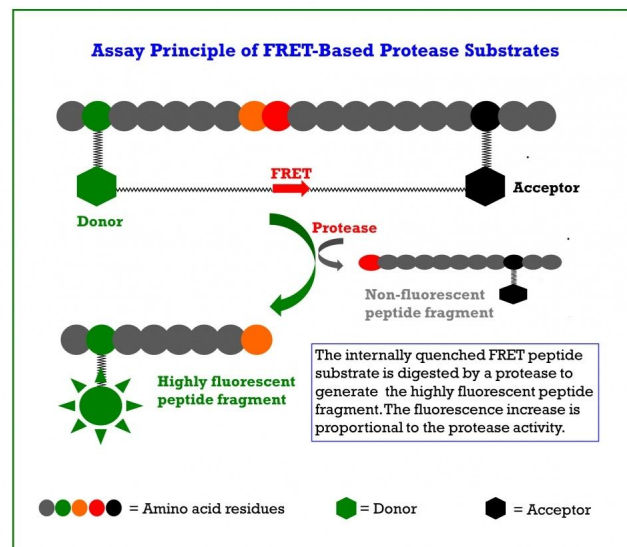 Assay Principle of FRET-Based Protease Substrates
FRET
Acceptor
Donor
Protease
Non-fluorescent
peptide fragment
Highly fluorescent
peptide fragment
The internally quenched FRET peptide
substrate is digested by a protease to
generate the highly fluorescent peptide
fragment. The fluorescence increase is
proportional to the protease activity.
= Amino acid residues
= Donor
= Acceptor